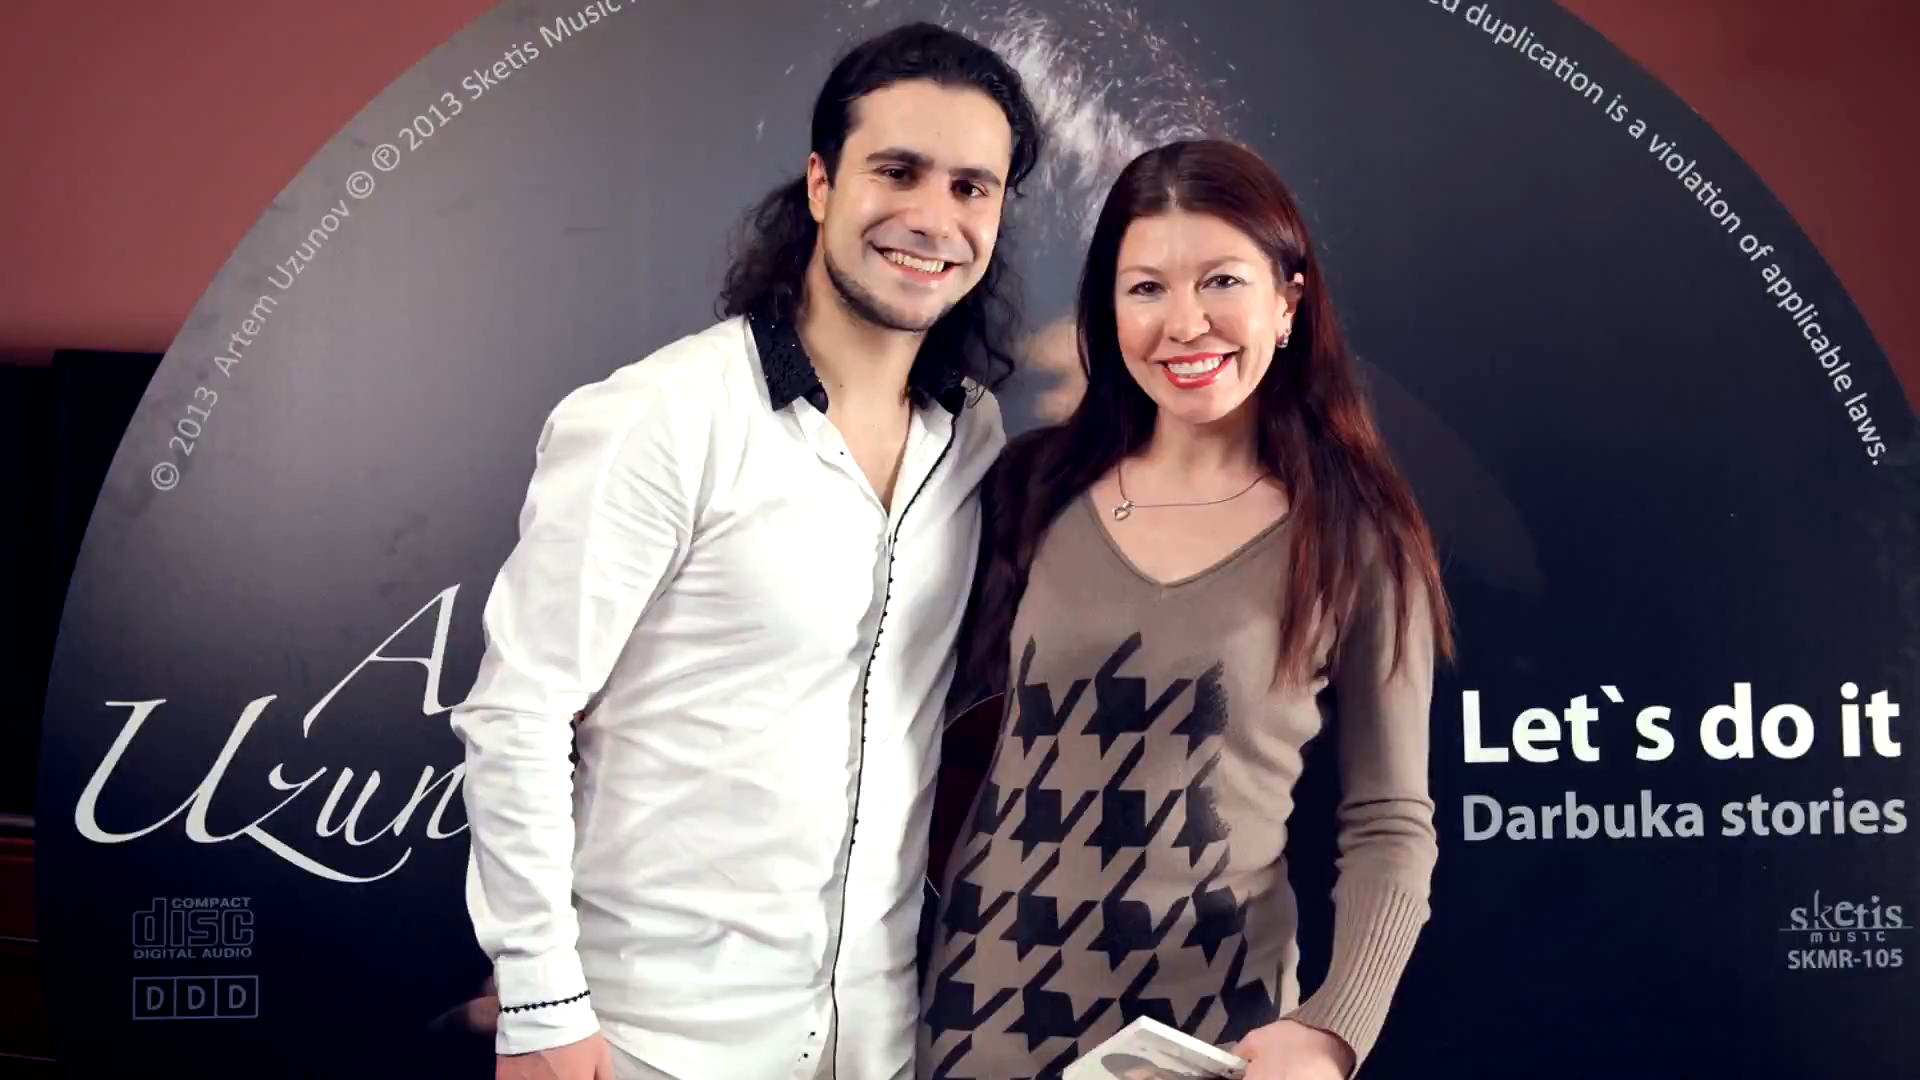 © 2013 Artem Uzunov © ℗ 2013 Sketis Music
duplication is a violation of applicable laws.
A
Uzun
Let`s do it
Darbuka stories
COMPACT
disc
DIGITAL AUDIO
DDD
sketis
MUSIC
SKMR-105